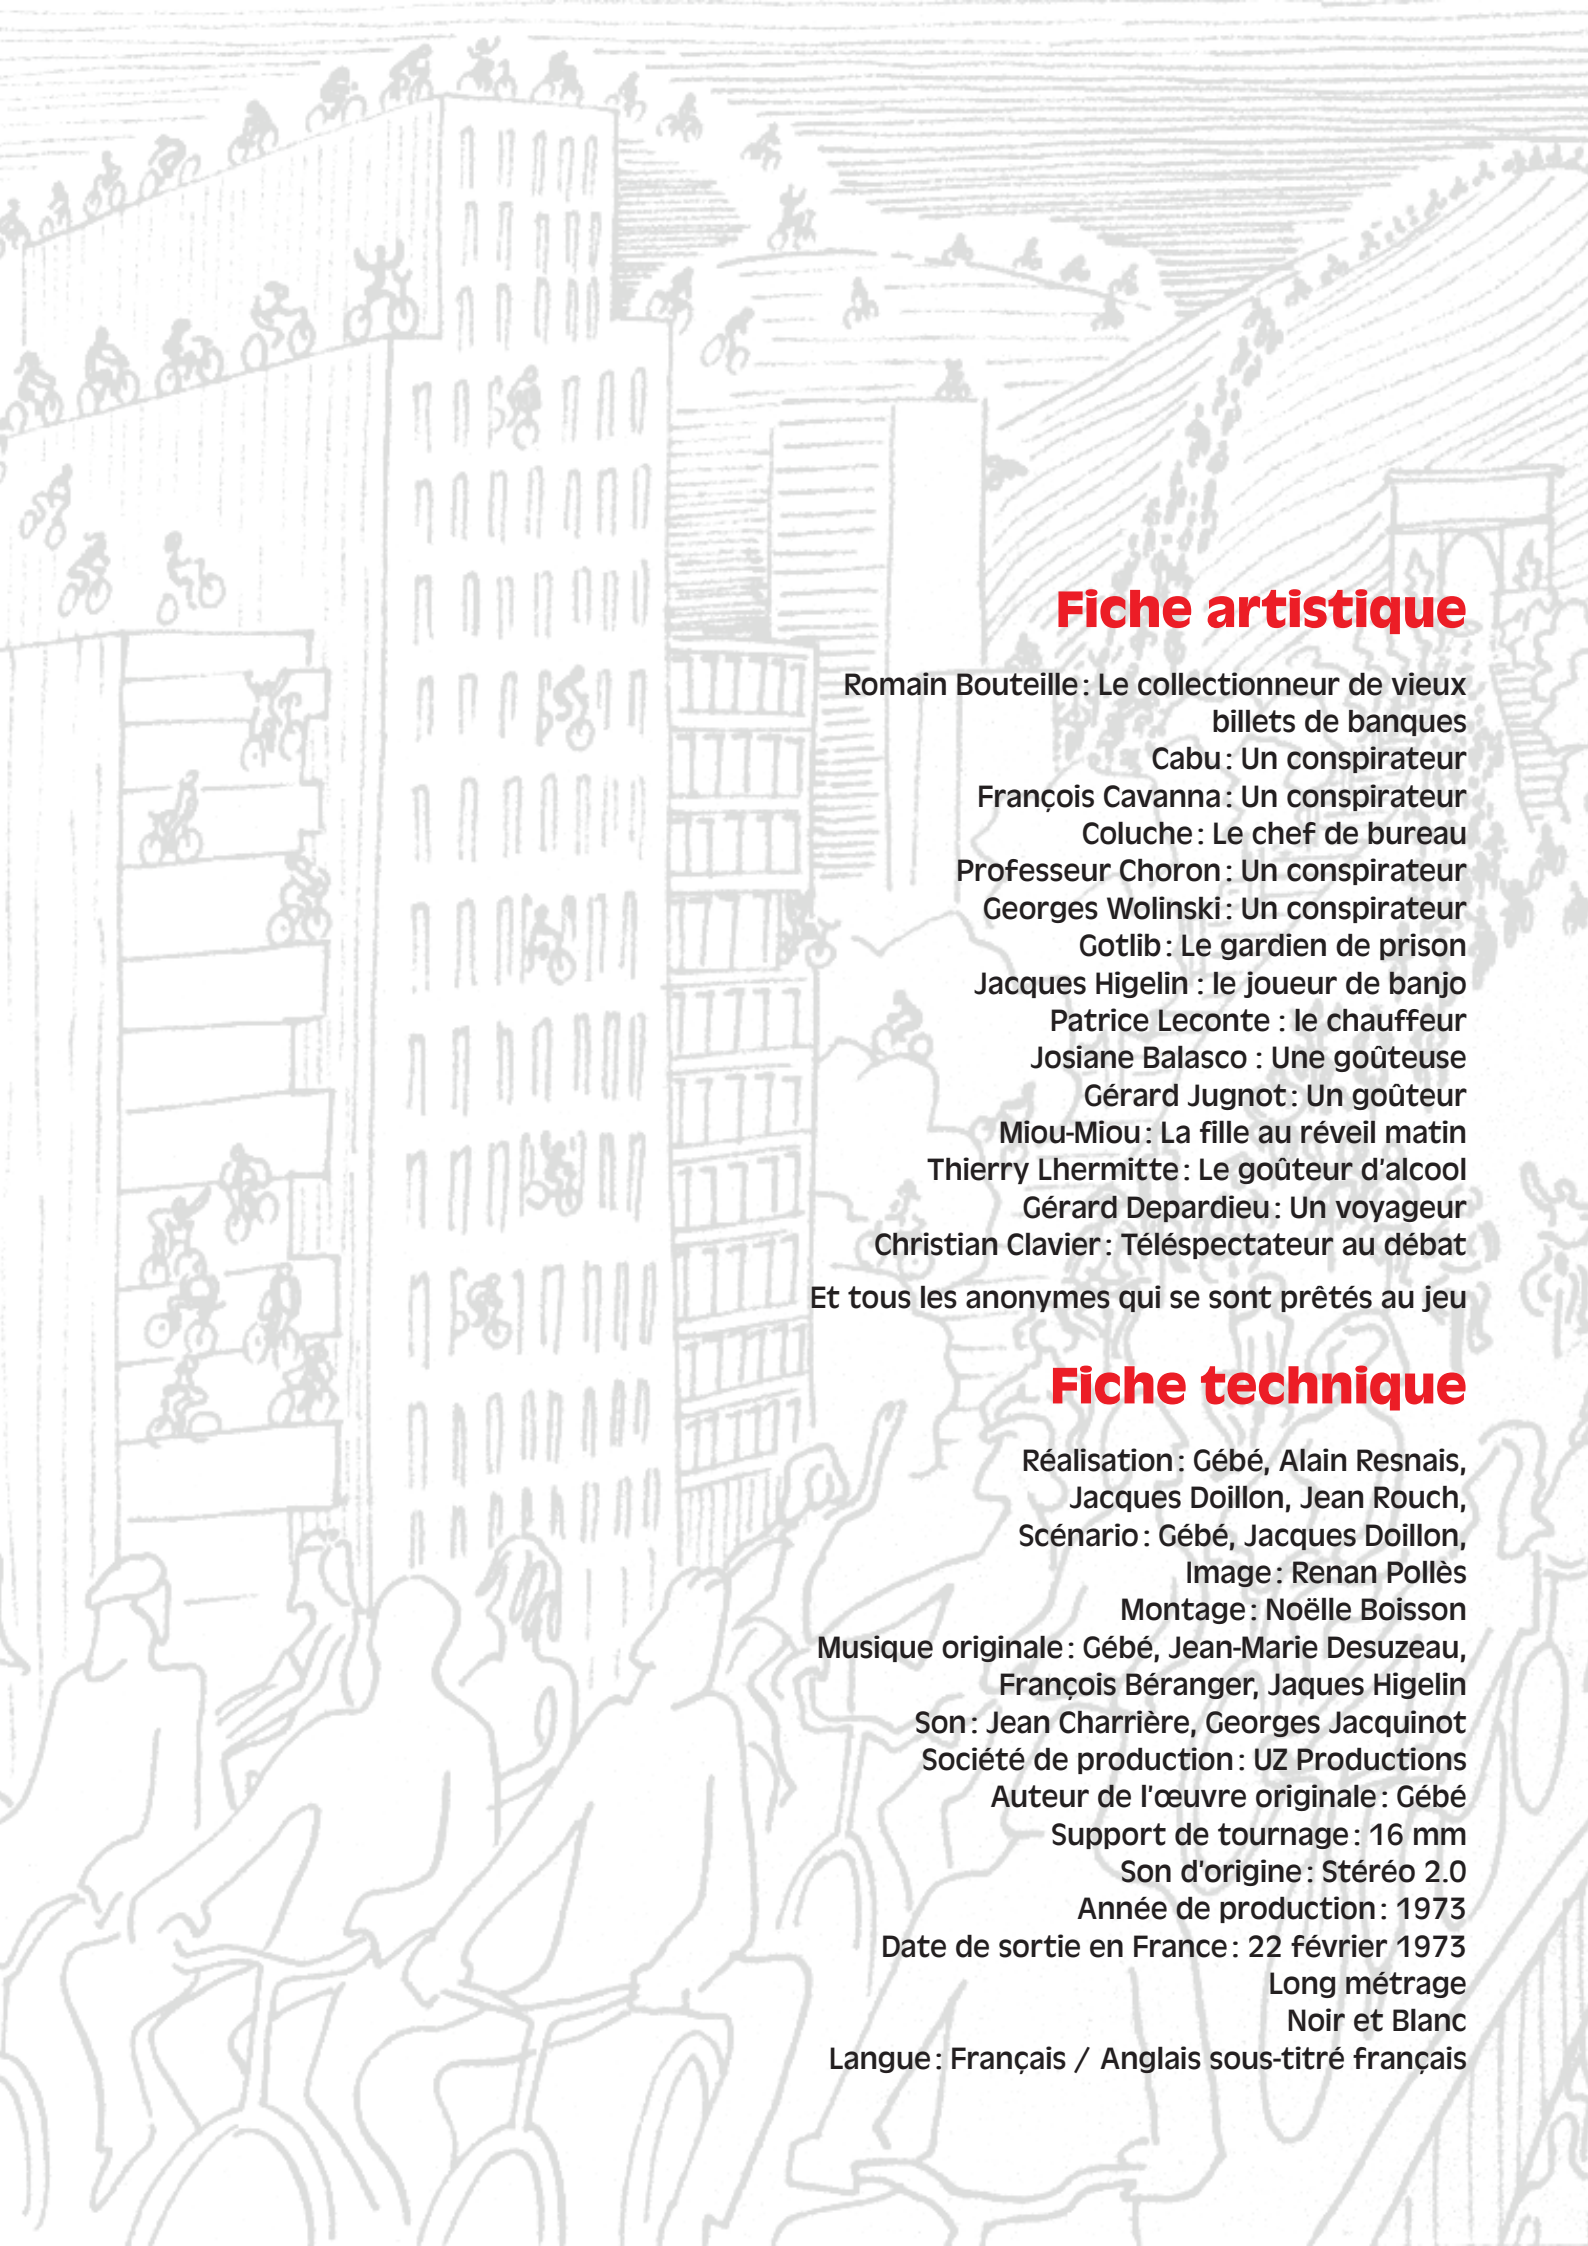 Fiche artistique
Romain Bouteille : Le collectionneur de vieux
billets de banques
Cabu : Un conspirateur
François Cavanna : Un conspirateur
Coluche : Le chef de bureau
Professeur Choron : Un conspirateur
Georges Wolinski : Un conspirateur
Gotlib : Le gardien de prison
Jacques Higelin : le joueur de banjo
Patrice Leconte : le chauffeur
Josiane Balasco : Une goûteuse
Gérard Jugnot : Un goûteur
Miou-Miou : La fille au réveil matin
Thierry Lhermitte : Le goûteur d'alcool
Gérard Depardieu : Un voyageur
Christian Clavier : Téléspectateur au débat
Et tous les anonymes qui se sont prêtés au jeu
Fiche technique
Réalisation : Gébé, Alain Resnais,
Jacques Doillon, Jean Rouch,
Scénario : Gébé, Jacques Doillon,
Image : Renan Pollès
Montage : Noëlle Boisson
Musique originale : Gébé, Jean-Marie Desuzeau,
François Béranger, Jaques Higelin
Son : Jean Charrière, Georges Jacquinot
Société de production : UZ Productions
Auteur de l'œuvre originale : Gébé
Support de tournage : 16 mm
Son d'origine : Stéréo 2.0
Année de production : 1973
Date de sortie en France : 22 février 1973
Long métrage
Noir et Blanc
Langue : Français / Anglais sous-titré français